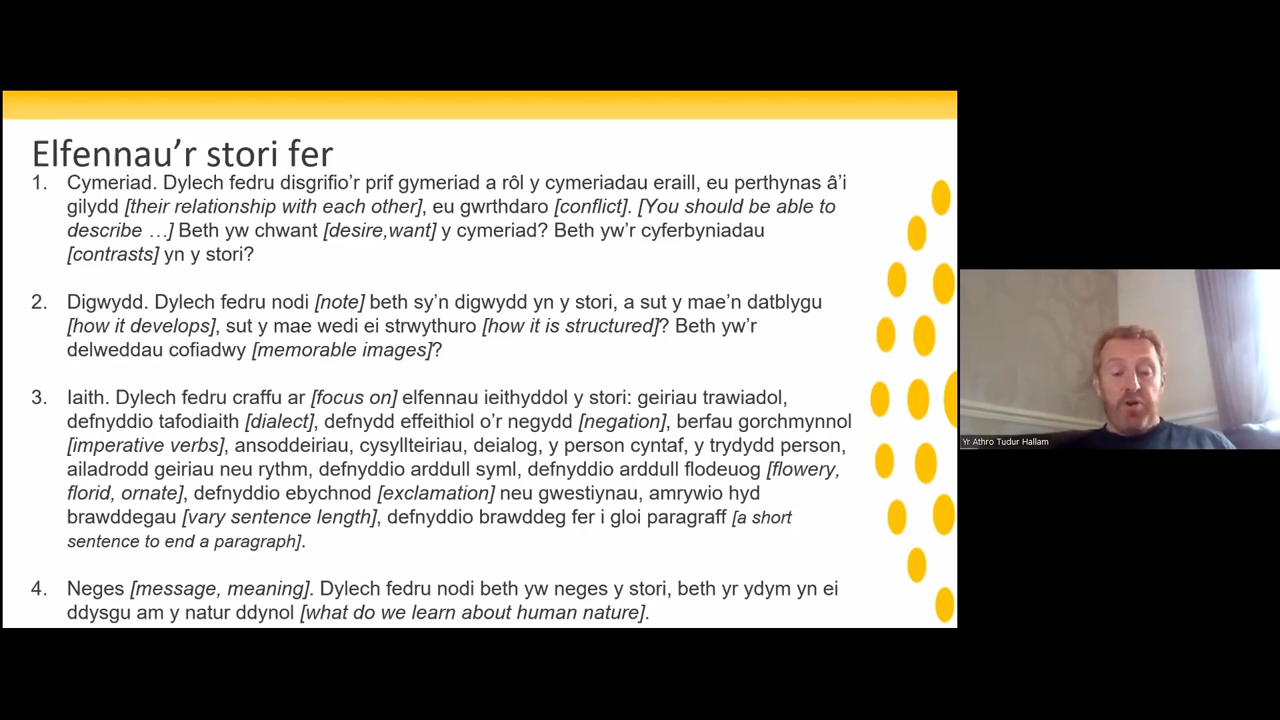 Elfennau'r stori fer
1. Cymeriad. Dylech fedru disgrifio'r prif gymeriad a rôl y cymeriadau eraill, eu perthynas â'i
gilydd [their relationship with each other], eu gwrthdaro [conflict]. [You should be able to
describe …] Beth yw chwant [desire,want] y cymeriad? Beth yw'r cyferbyniadau
[contrasts] yn y stori?
2. Digwydd. Dylech fedru nodi [note] beth sy'n digwydd yn y stori, a sut y mae'n datblygu
[how it develops], sut y mae wedi ei strwythuro [how it is structured]? Beth yw'r
delweddau cofiadwy [memorable images]?
3. Iaith. Dylech fedru craffu ar [focus on] elfennau ieithyddol y stori: geiriau trawiadol,
defnyddio tafodiaith [dialect], defnydd effeithiol o'r negydd [negation], berfau gorchmynnol
[imperative verbs], ansoddeiriau, cysyllteiriau, deialog, y person cyntaf, y trydydd person,
ailadrodd geiriau neu rythm, defnyddio arddull syml, defnyddio arddull flodeuog [flowery,
florid, ornate], defnyddio ebychnod [exclamation] neu gwestiynau, amrywio hyd
brawddegau [vary sentence length], defnyddio brawddeg fer i gloi paragraff [a short
sentence to end a paragraph].
4. Neges [message, meaning]. Dylech fedru nodi beth yw neges y stori, beth yr ydym yn ei
ddysgu am y natur ddynol [what do we learn about human nature].
Yr Athro Tudur Hallam